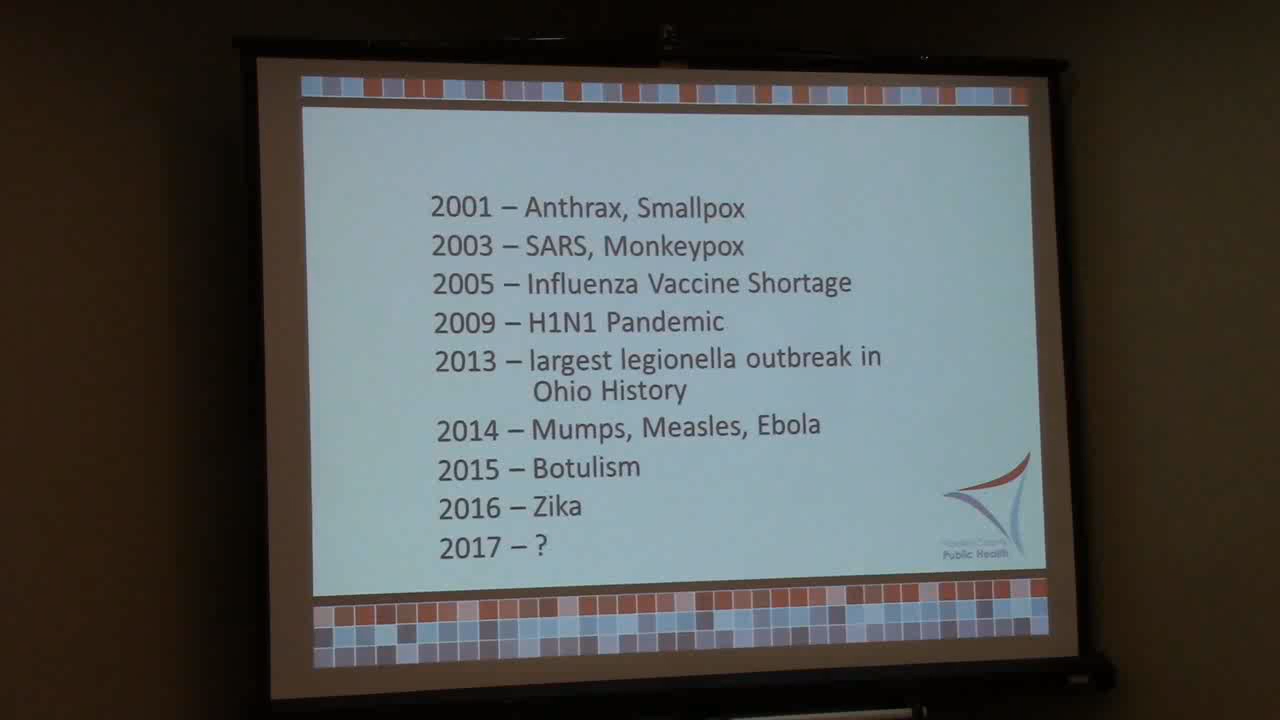 2001 – Anthrax, Smallpox
2003 – SARS, Monkeypox
2005 – Influenza Vaccine Shortage
2009 – H1N1 Pandemic
2013 – largest legionella outbreak in
Ohio History
2014 – Mumps, Measles, Ebola
2015 – Botulism
2016 – Zika
2017 – ?
Public Health